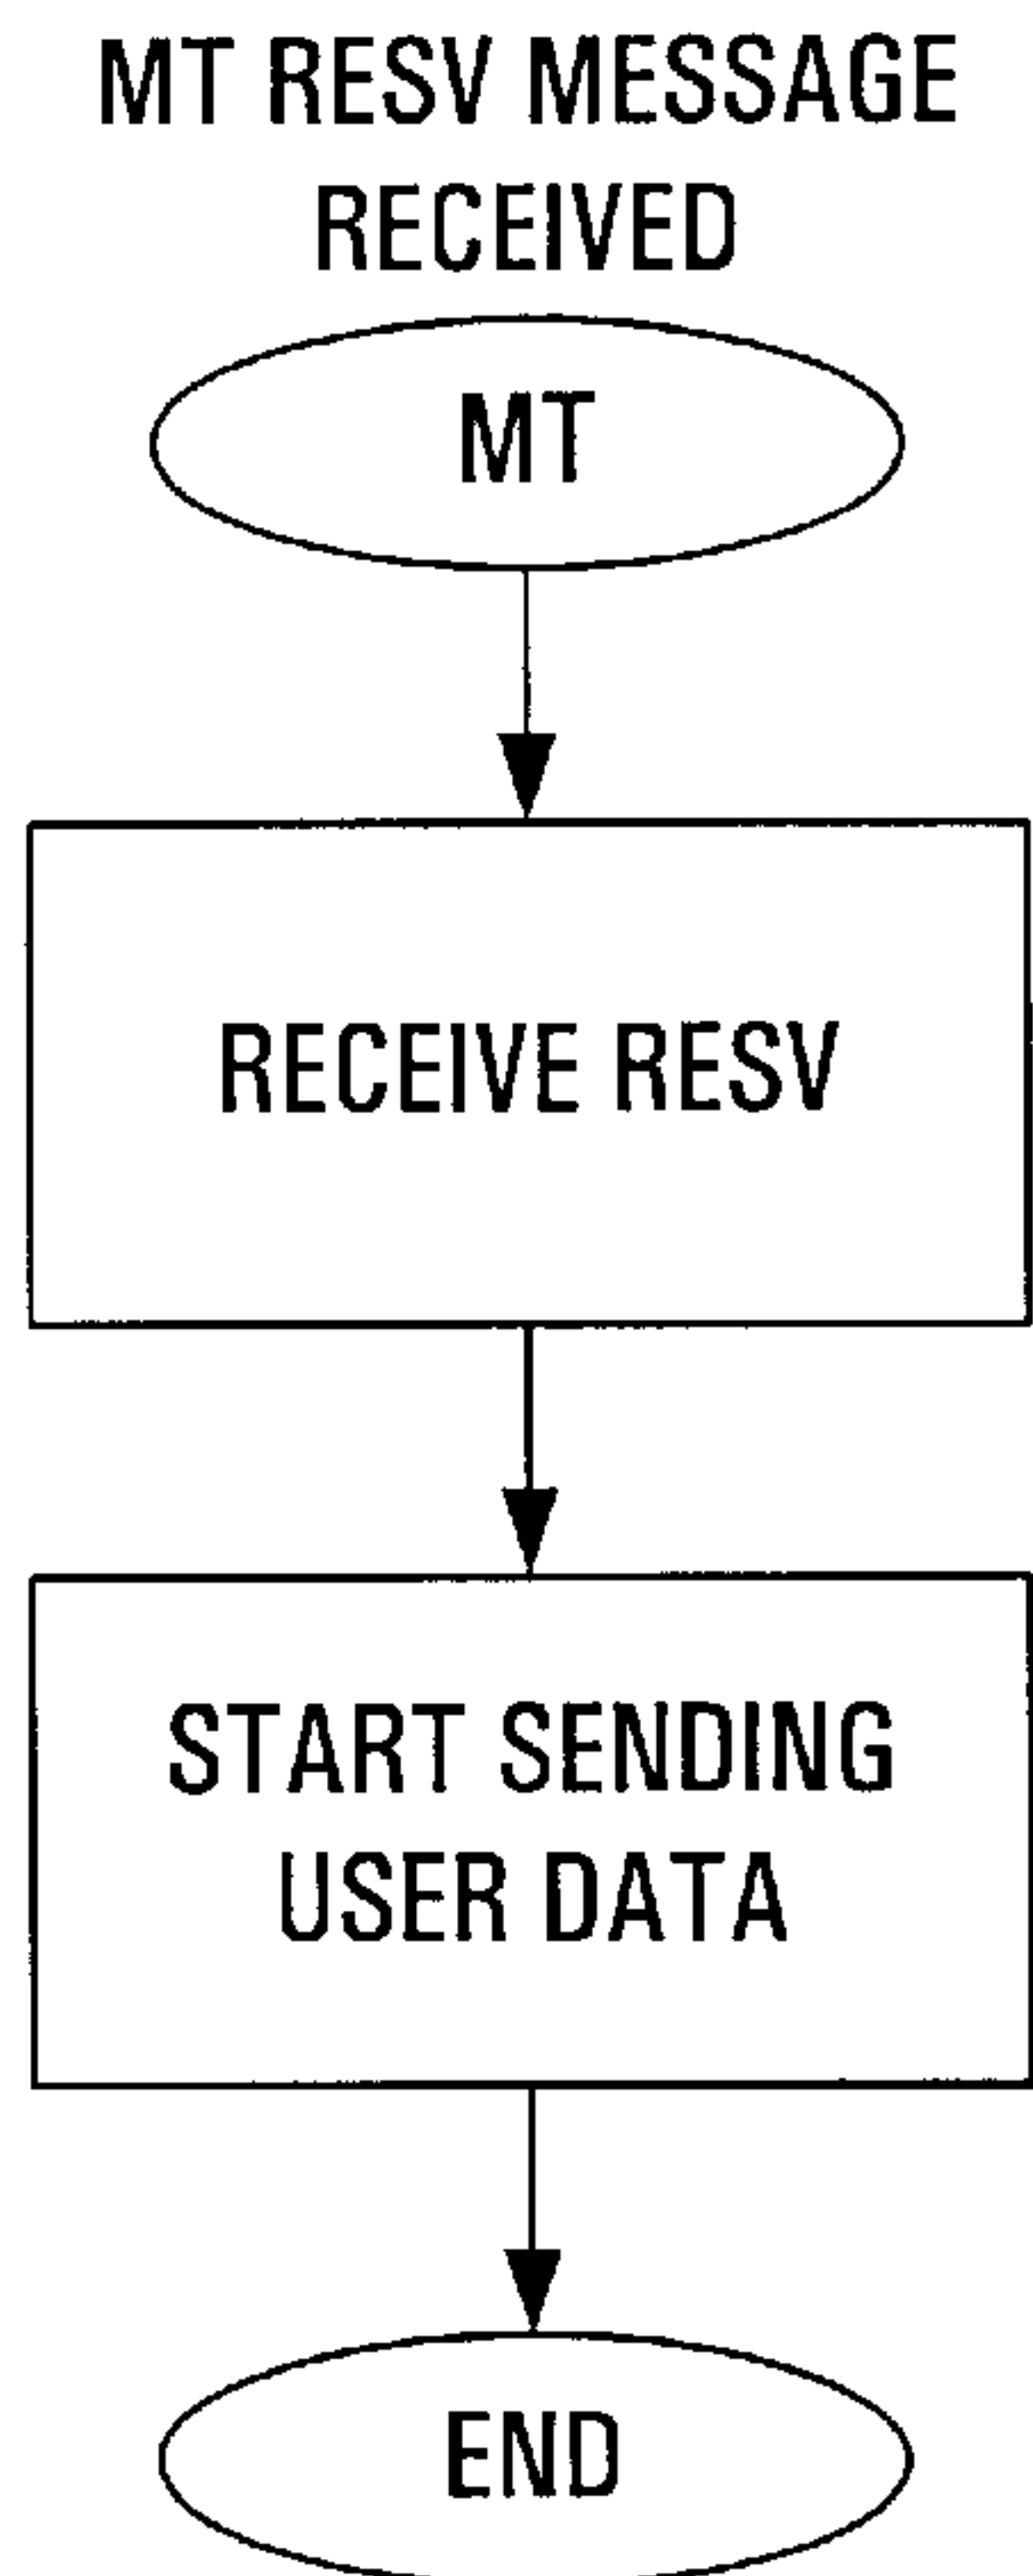 MT RESV MESSAGE
RECEIVED
MT
RECEIVE RESV
START SENDING
USER DATA
END